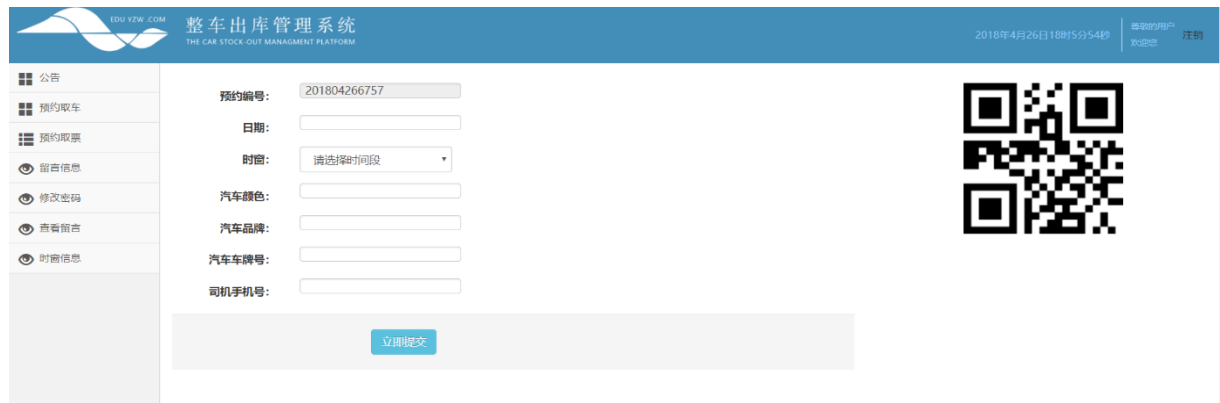 EDU YZW .COM
整车出库管理系统
THE CAR STOCK-OUT MANAGMENT PLATFORM
2018年4月26日18时5分54秒
尊敬的用户
欢迎您
注销
公告
预约取车
预约取票
留言信息
修改密码
查看留言
时窗信息
预约编号: 201804266757
日期:
时窗: 请选择时间段
汽车颜色:
汽车品牌:
汽车车牌号:
司机手机号:
立即提交